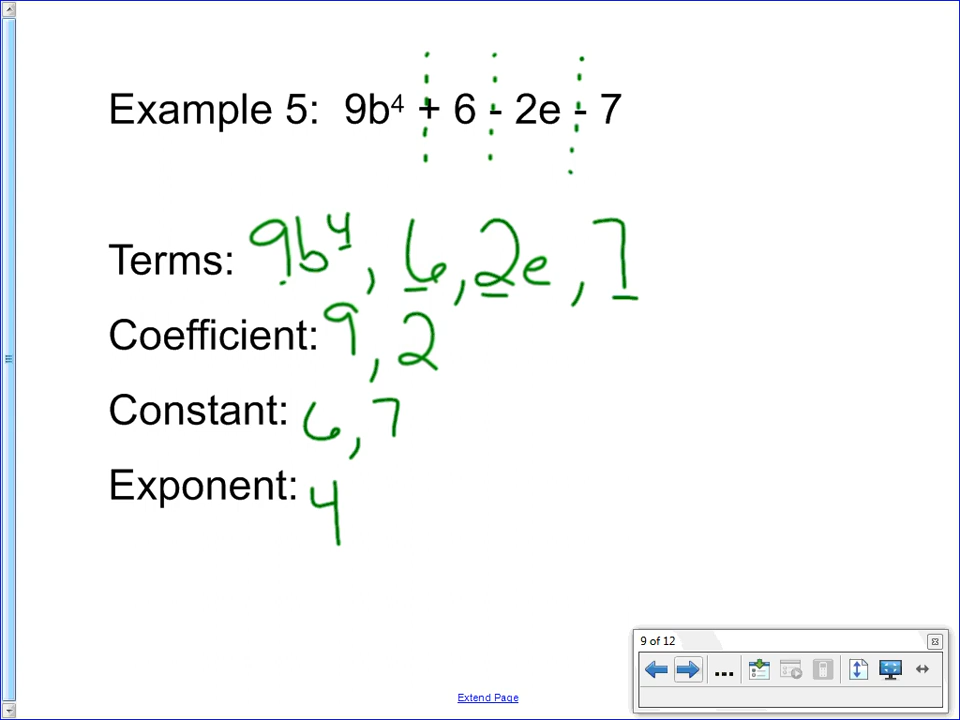 Example 5: 9b⁴ + 6 - 2e - 7
Terms: 9b⁴, 6, 2e, 7
Coefficient: 9, 2
Constant: 6, 7
Exponent: 4
9 of 12
Extend Page